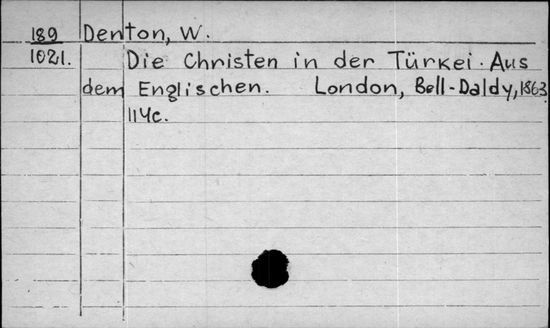 189 Denton, W.
1021. Die Christen in der Türkei. Aus
dem Englischen. London, Bell-Daldy, 1863
114c.